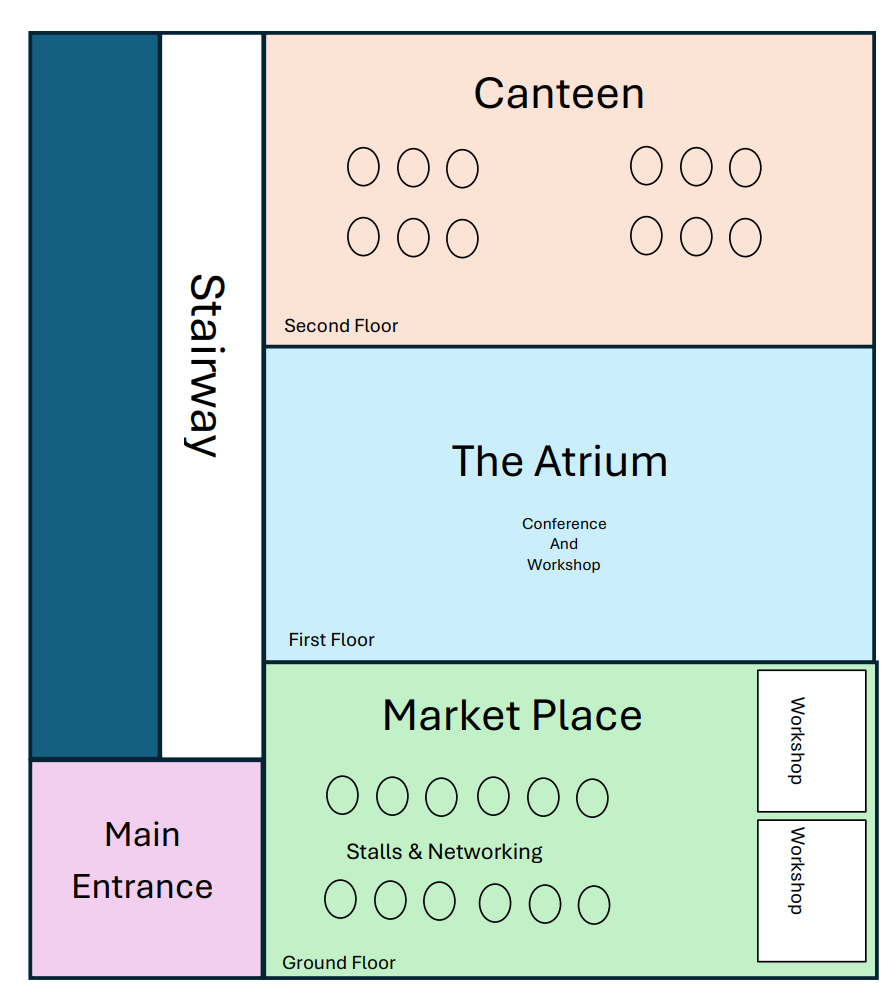 Canteen
Second Floor
Stairway
The Atrium
Conference
And
Workshop
First Floor
Market Place
Workshop
Stalls & Networking
Workshop
Ground Floor
Main
Entrance